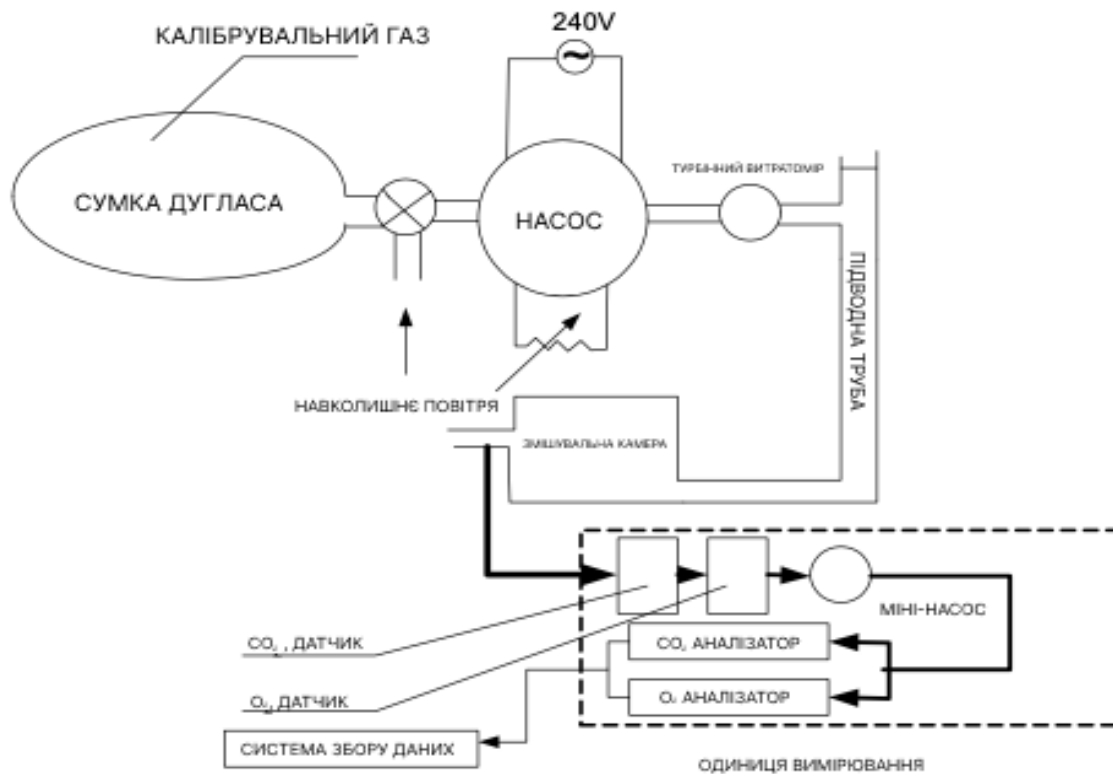 240V
КАЛІБРУВАЛЬНИЙ ГАЗ
ТУРБІННИЙ ВИТРАТОМІР
СУМКА ДУГЛАСА
НАСОС
ПІДВОДНА ТРУБА
НАВКОЛИШНЄ ПОВІТРЯ
ЗМІШУВАЛЬНА КАМЕРА
МІНІ-НАСОС
CO₂ , ДАТЧИК
CO₂ АНАЛІЗАТОР
O₂, ДАТЧИК
O₂ АНАЛІЗАТОР
СИСТЕМА ЗБОРУ ДАНИХ
ОДИНИЦЯ ВИМІРЮВАННЯ